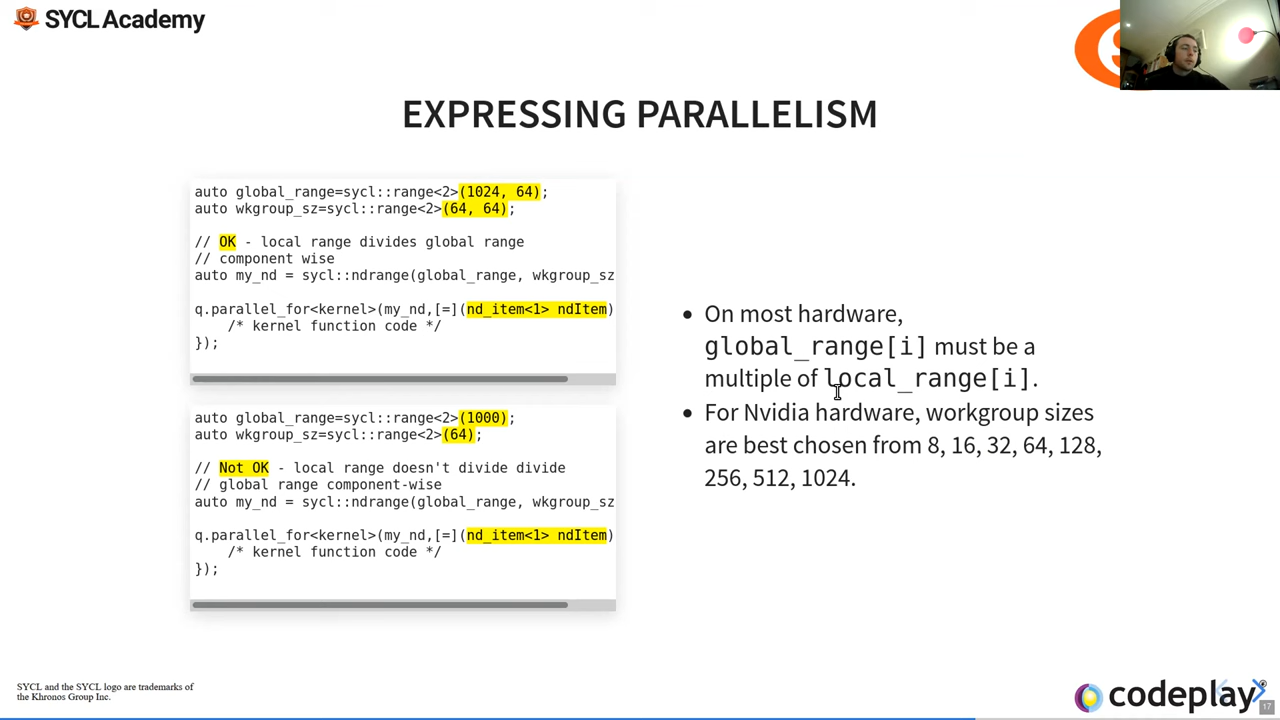 SYCL Academy
EXPRESSING PARALLELISM
auto global_range=sycl::range<2>(1024, 64);
auto wkgroup_sz=sycl::range<2>(64, 64);
// OK - local range divides global range
// component wise
auto my_nd = sycl::ndrange(global_range, wkgroup_sz
q.parallel_for<kernel>(my_nd,[=](nd_item<1> ndItem)
/* kernel function code */
});
auto global_range=sycl::range<2>(1000);
auto wkgroup_sz=sycl::range<2>(64);
// Not OK - local range doesn't divide divide
// global range component-wise
auto my_nd = sycl::ndrange(global_range, wkgroup_sz
q.parallel_for<kernel>(my_nd,[=](nd_item<1> ndItem)
/* kernel function code */
});
• On most hardware,
global_range[i] must be a
multiple of local_range[i].
• For Nvidia hardware, workgroup sizes
are best chosen from 8, 16, 32, 64, 128,
256, 512, 1024.
SYCL and the SYCL logo are trademarks of
the Khronos Group Inc.
codeplay
17